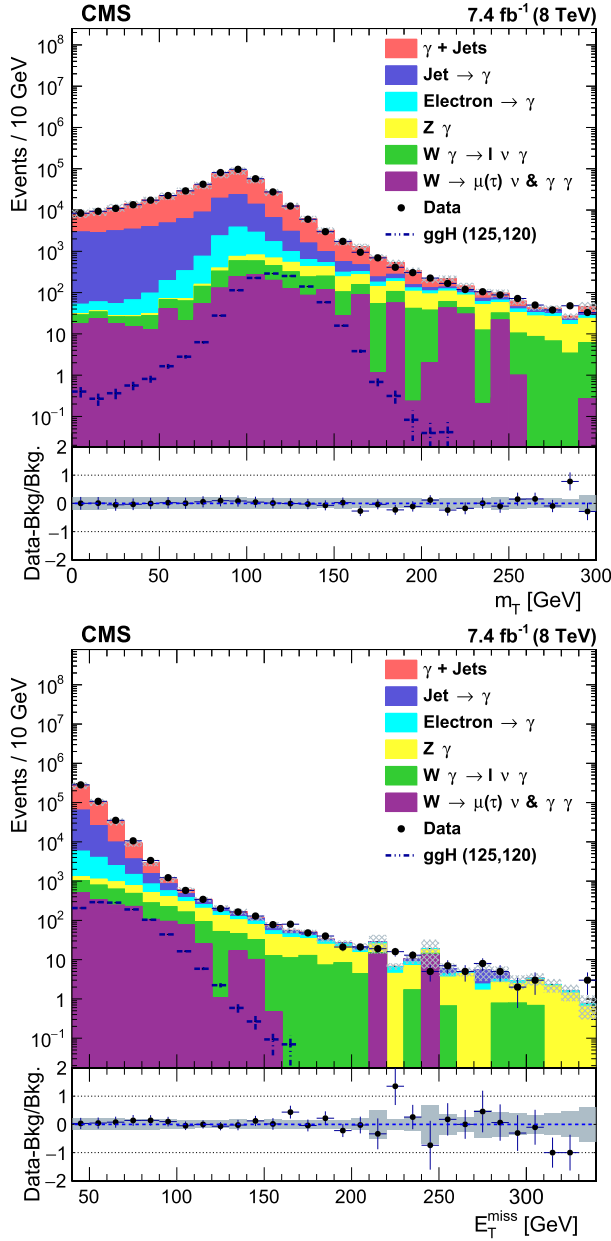 CMS 7.4 fb⁻¹ (8 TeV)
Events / 10 GeV
10⁸
10⁷
10⁶
10⁵
10⁴
10³
10²
10
1
10⁻¹
γ + Jets
Jet → γ
Electron → γ
Z γ
W γ → l ν γ
W → μ(τ) ν & γ γ
Data
ggH (125,120)
Data-Bkg/Bkg.
2
1
0
−1
−2
0 50 100 150 200 250 300
m_T [GeV]
CMS 7.4 fb⁻¹ (8 TeV)
Events / 10 GeV
10⁸
10⁷
10⁶
10⁵
10⁴
10³
10²
10
1
10⁻¹
γ + Jets
Jet → γ
Electron → γ
Z γ
W γ → l ν γ
W → μ(τ) ν & γ γ
Data
ggH (125,120)
Data-Bkg/Bkg.
2
1
0
−1
−2
50 100 150 200 250 300
E_T^miss [GeV]